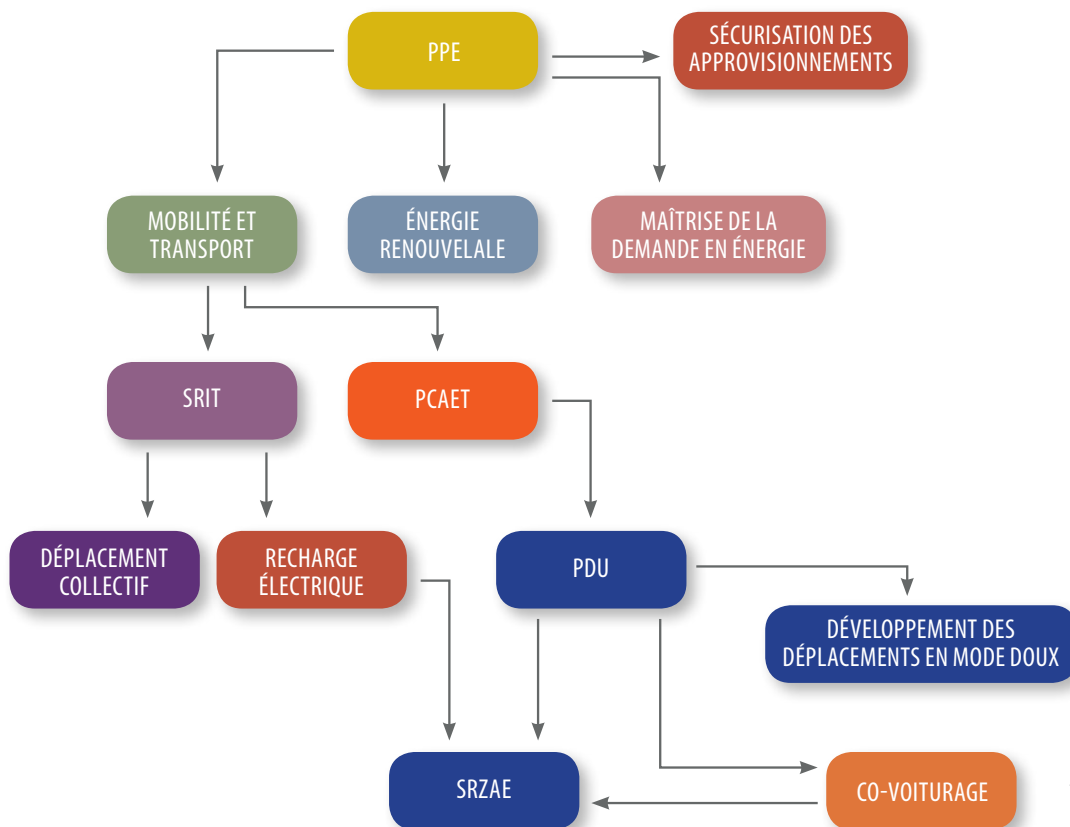 PPE
SÉCURISATION DES
APPROVISIONNEMENTS
MOBILITÉ ET
TRANSPORT
ÉNERGIE
RENOUVELALE
MAÎTRISE DE LA
DEMANDE EN ÉNERGIE
SRIT
PCAET
DÉPLACEMENT
COLLECTIF
RECHARGE
ÉLECTRIQUE
PDU
DÉVELOPPEMENT DES
DÉPLACEMENTS EN MODE DOUX
SRZAE
CO-VOITURAGE